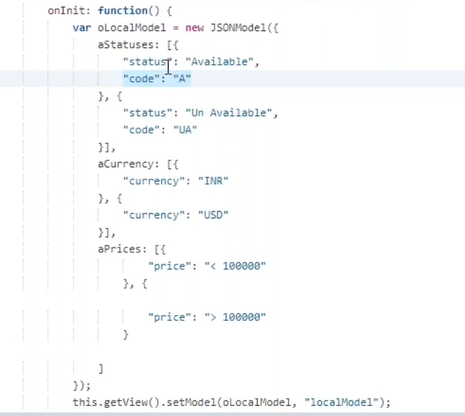 onInit: function() {
var oLocalModel = new JSONModel({
aStatuses: [{
"status": "Available",
"code": "A"
}, {
"status": "Un Available",
"code": "UA"
}],
aCurrency: [{
"currency": "INR"
}, {
"currency": "USD"
}],
aPrices: [{
"price": "< 100000"
}, {
"price": "> 100000"
}
]
});
this.getView().setModel(oLocalModel, "localModel");